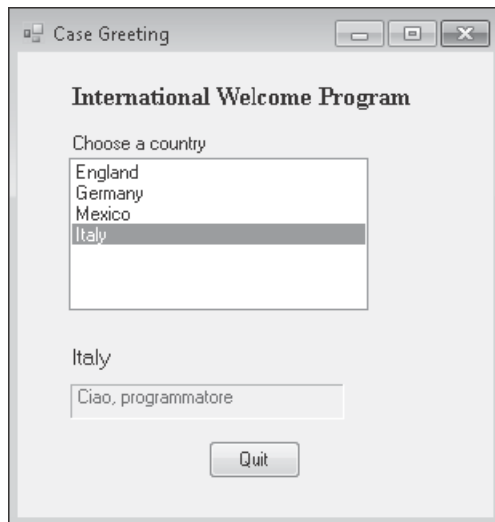 Case Greeting
International Welcome Program
Choose a country
England
Germany
Mexico
Italy
Italy
Ciao, programmatore
Quit